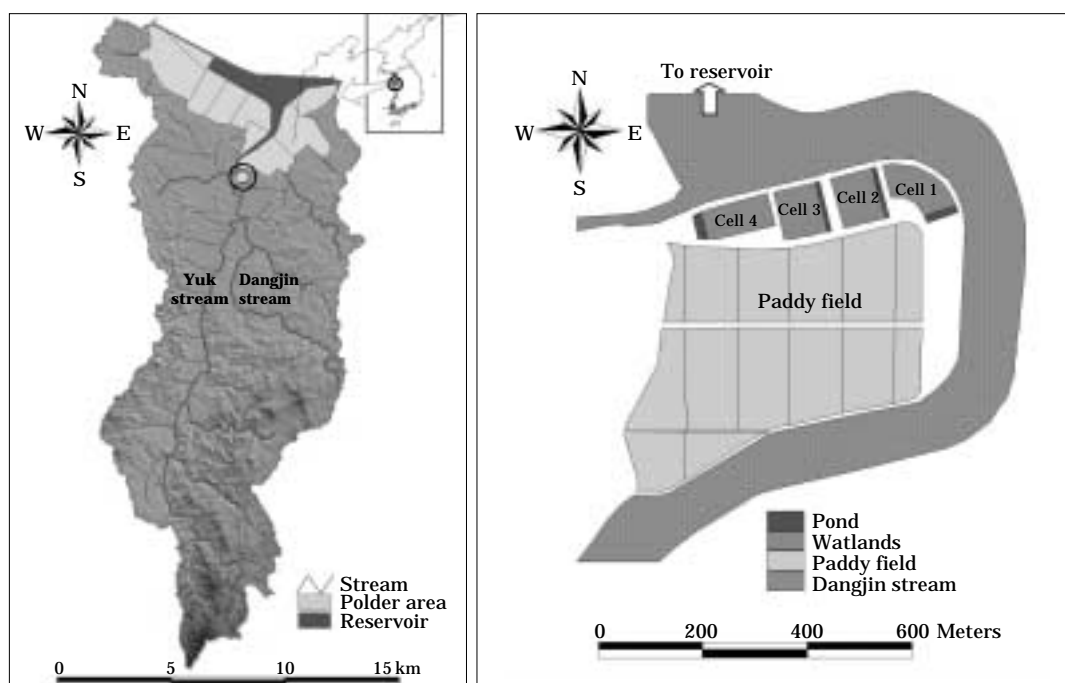 N
W E
S
Yuk
stream
Dangjin
stream
Stream
Polder area
Reservoir
0 5 10 15 km
To reservoir
N
W E
S
Cell 4
Cell 3
Cell 2
Cell 1
Paddy field
Pond
Watlands
Paddy field
Dangjin stream
0 200 400 600 Meters